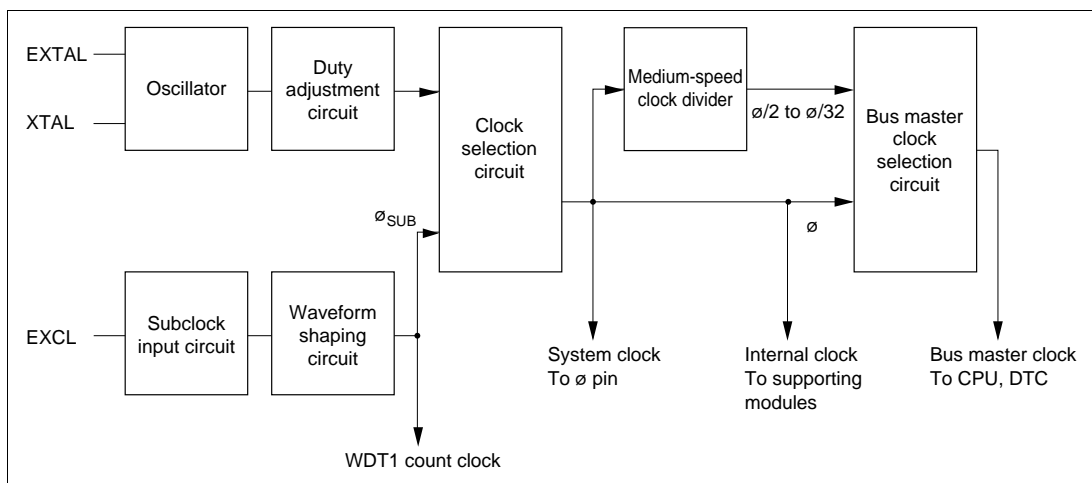 EXTAL
XTAL
Oscillator
Duty
adjustment
circuit
Clock
selection
circuit
Medium-speed
clock divider
ø/2 to ø/32
Bus master
clock
selection
circuit
ø
øSUB
EXCL
Subclock
input circuit
Waveform
shaping
circuit
System clock
To ø pin
Internal clock
To supporting
modules
Bus master clock
To CPU, DTC
WDT1 count clock